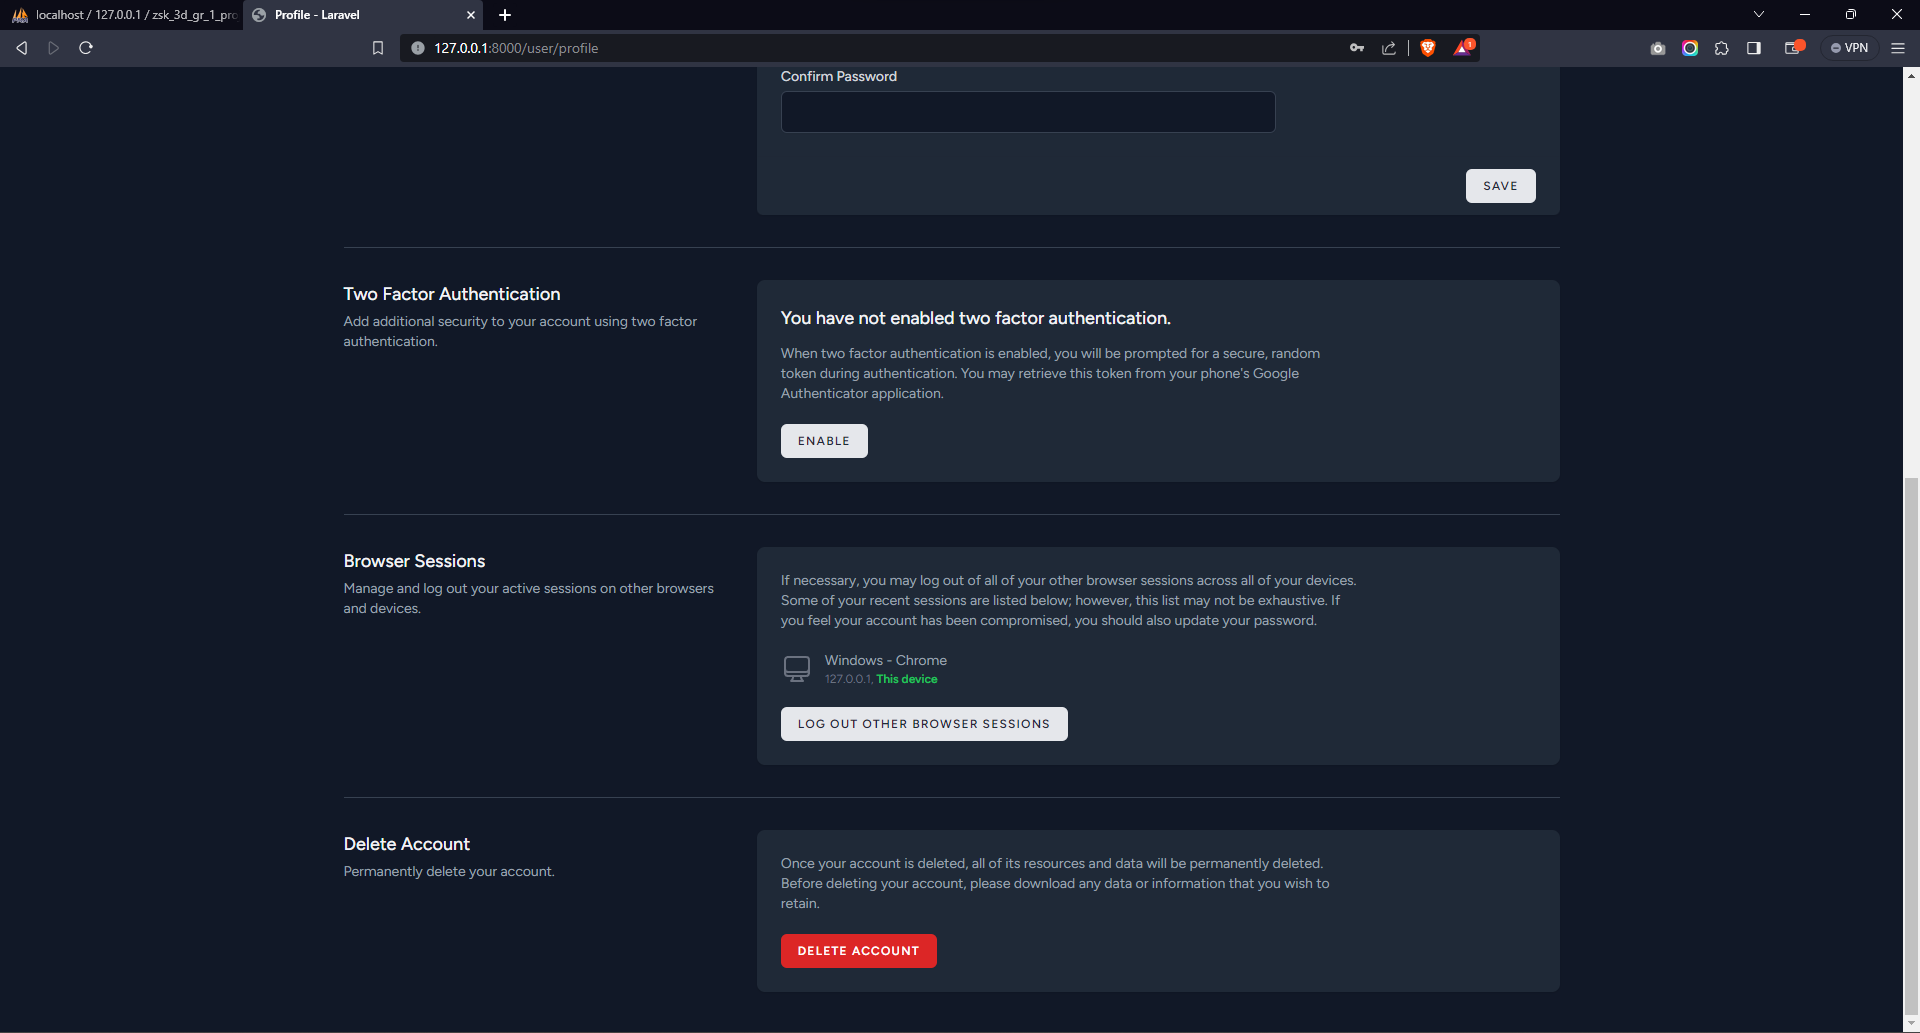 localhost / 127.0.0.1 / zsk_3d_gr_1_pro
Profile - Laravel
127.0.0.1:8000/user/profile
1
VPN
Confirm Password
SAVE
Two Factor Authentication
Add additional security to your account using two factor
authentication.
You have not enabled two factor authentication.
When two factor authentication is enabled, you will be prompted for a secure, random
token during authentication. You may retrieve this token from your phone's Google
Authenticator application.
ENABLE
Browser Sessions
Manage and log out your active sessions on other browsers
and devices.
If necessary, you may log out of all of your other browser sessions across all of your devices.
Some of your recent sessions are listed below; however, this list may not be exhaustive. If
you feel your account has been compromised, you should also update your password.
Windows - Chrome
127.0.0.1, This device
LOG OUT OTHER BROWSER SESSIONS
Delete Account
Permanently delete your account.
Once your account is deleted, all of its resources and data will be permanently deleted.
Before deleting your account, please download any data or information that you wish to
retain.
DELETE ACCOUNT